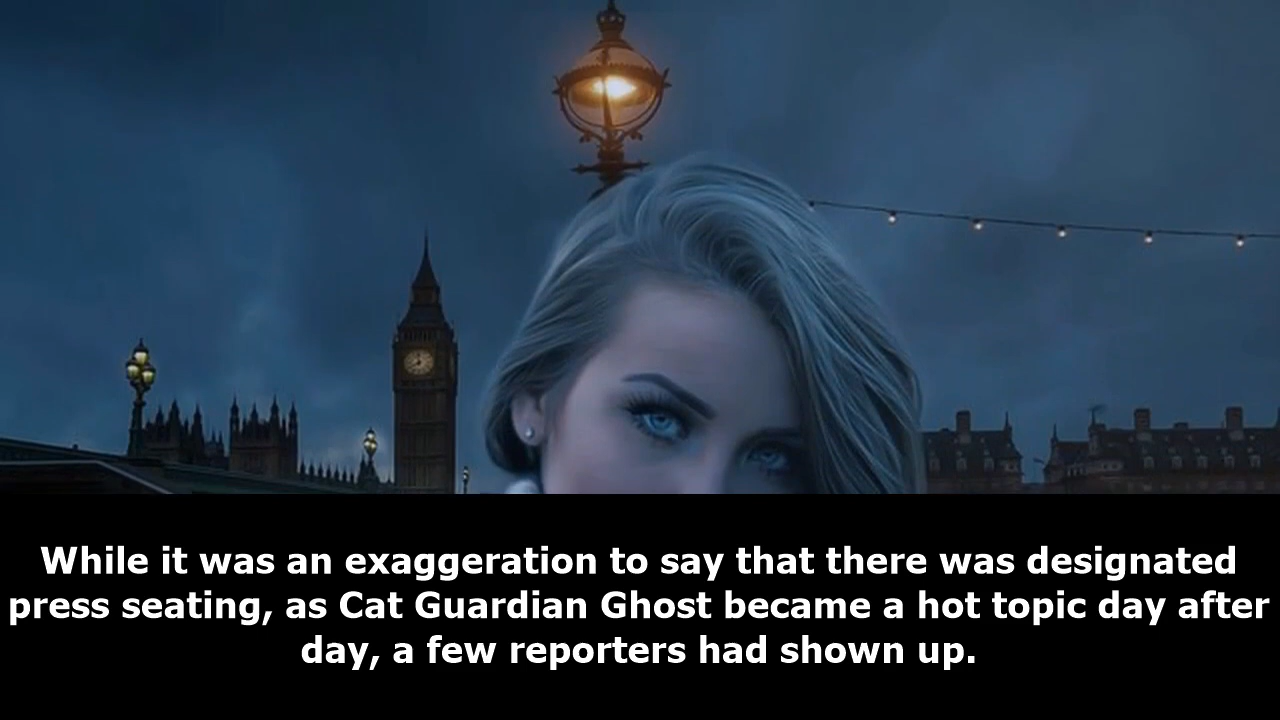 While it was an exaggeration to say that there was designated
press seating, as Cat Guardian Ghost became a hot topic day after
day, a few reporters had shown up.